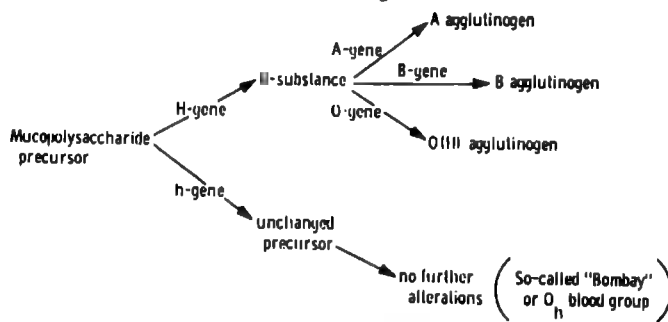 A agglutinogen
A-gene
H-substance
B-gene
B agglutinogen
H-gene
O-gene
Mucopolysaccharide
precursor
O(H) agglutinogen
h-gene
unchanged
precursor
no further
alterations
So-called "Bombay"
or Oh blood group